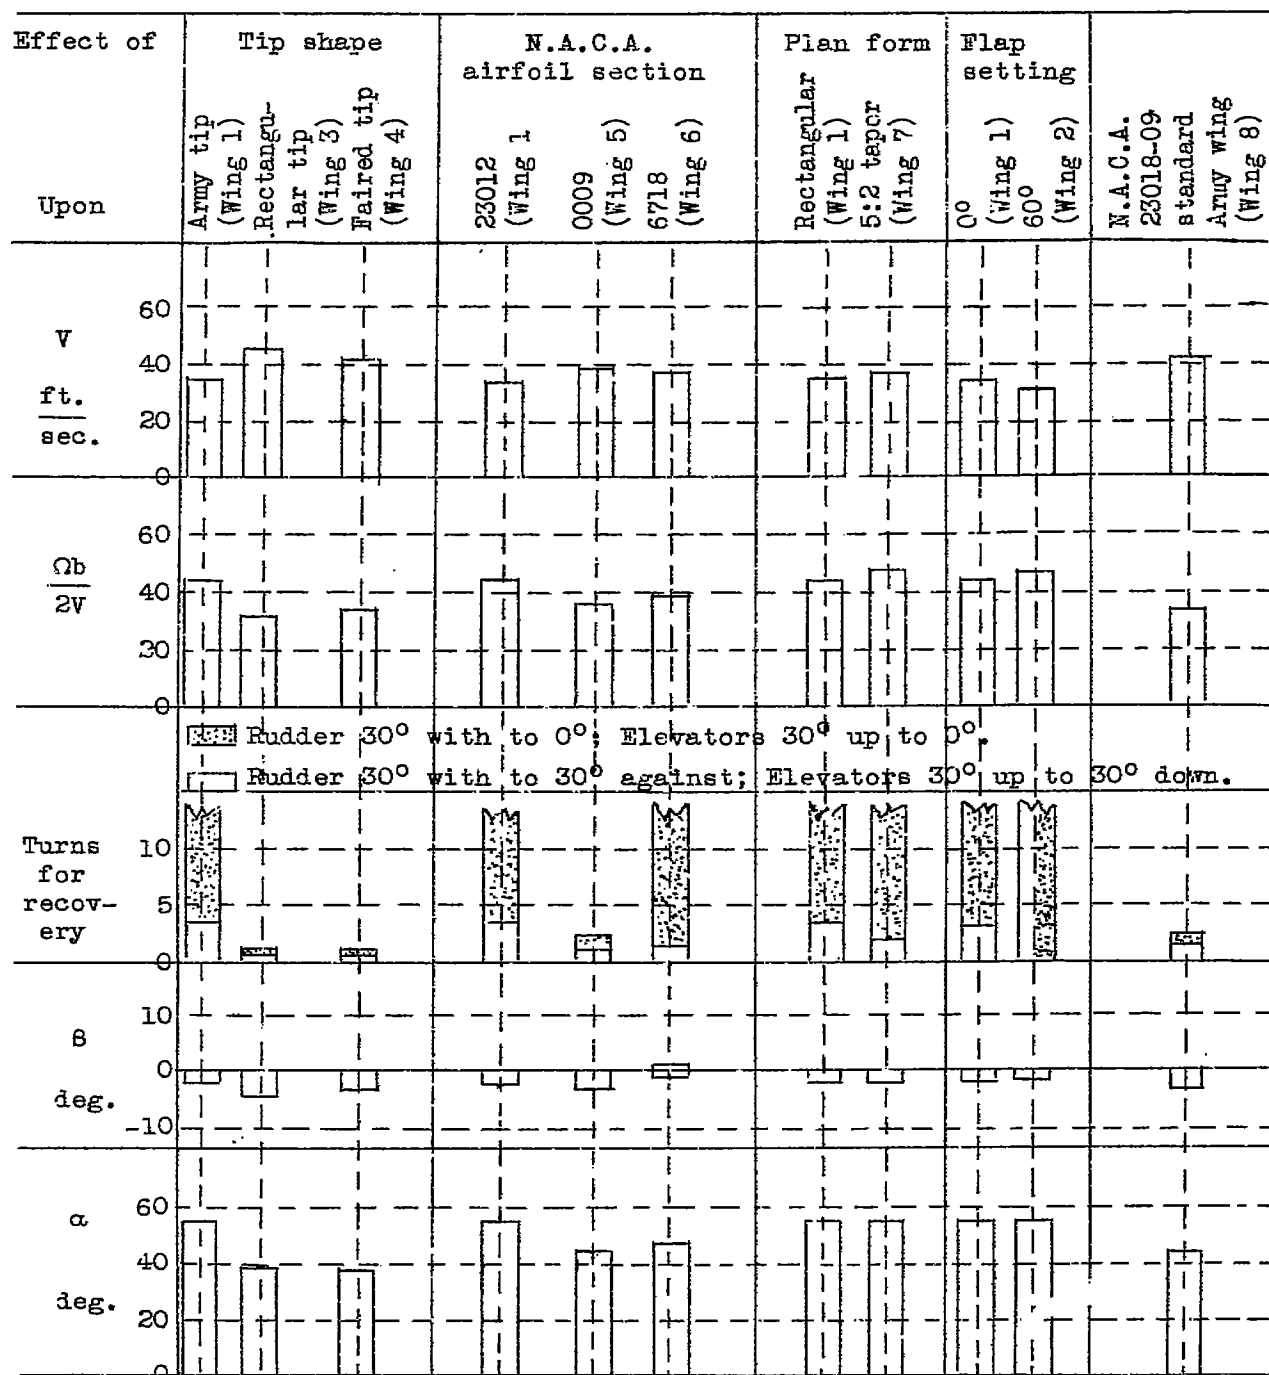 Effect of
Tip shape
N.A.C.A.
airfoil section
Plan form
Flap
setting
Upon
Army tip
(Wing 1)
Rectangu-
lar tip
(Wing 3)
Faired tip
(Wing 4)
23012
(Wing 1
0009
(Wing 5)
6718
(Wing 6)
Rectangular
(Wing 1)
5:2 taper
(Wing 7)
0°
(Wing 1)
60°
(Wing 2)
N.A.C.A.
23018-09
standard
Army wing
(Wing 8)
V
ft.
sec.
60
40
20
0
Ωb
2V
60
40
20
0
Rudder 30° with to 0°; Elevators 30° up to 0°.
Rudder 30° with to 30° against; Elevators 30° up to 30° down.
Turns
for
recov-
ery
10
5
0
β
deg.
10
0
-10
α
deg.
60
40
20
0